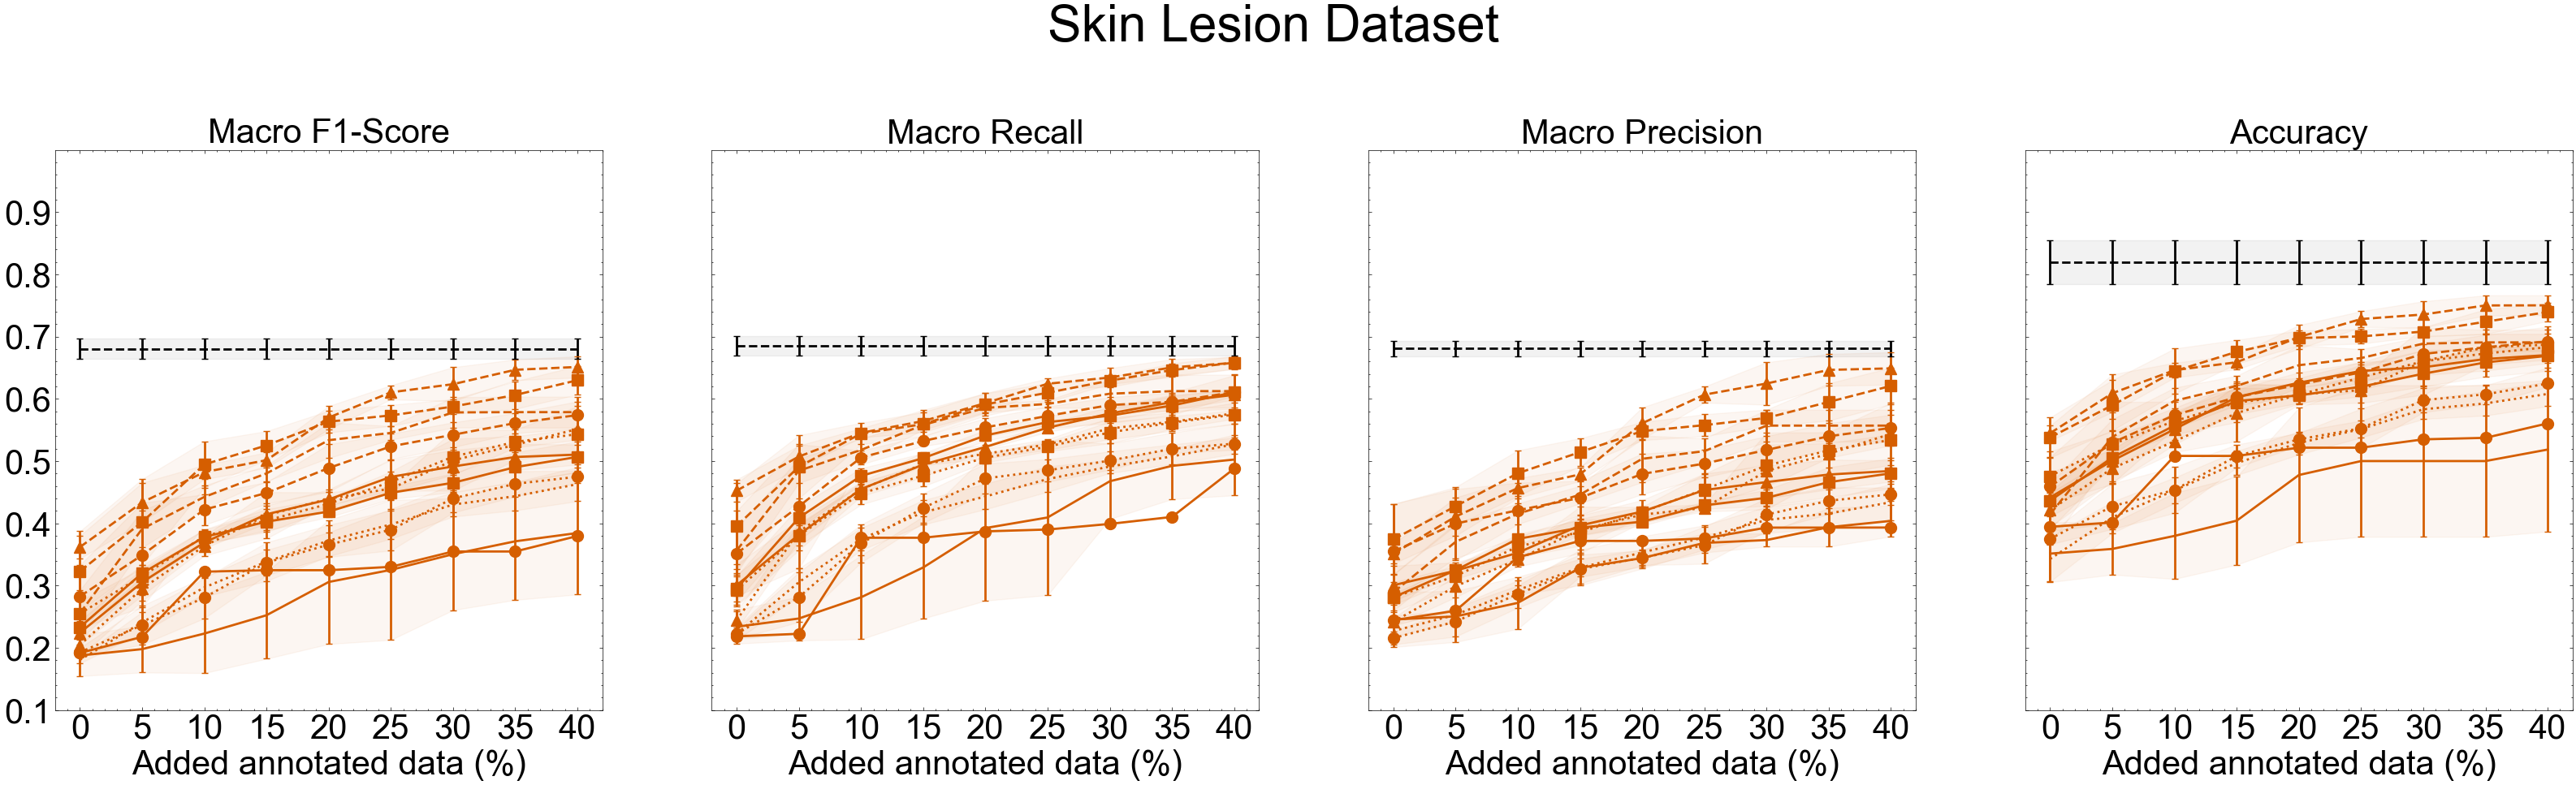 Skin Lesion Dataset
Macro F1-Score
Macro Recall
Macro Precision
Accuracy
0.9
0.8
0.7
0.6
0.5
0.4
0.3
0.2
0.1
0 5 10 15 20 25 30 35 40
0 5 10 15 20 25 30 35 40
0 5 10 15 20 25 30 35 40
0 5 10 15 20 25 30 35 40
Added annotated data (%)
Added annotated data (%)
Added annotated data (%)
Added annotated data (%)